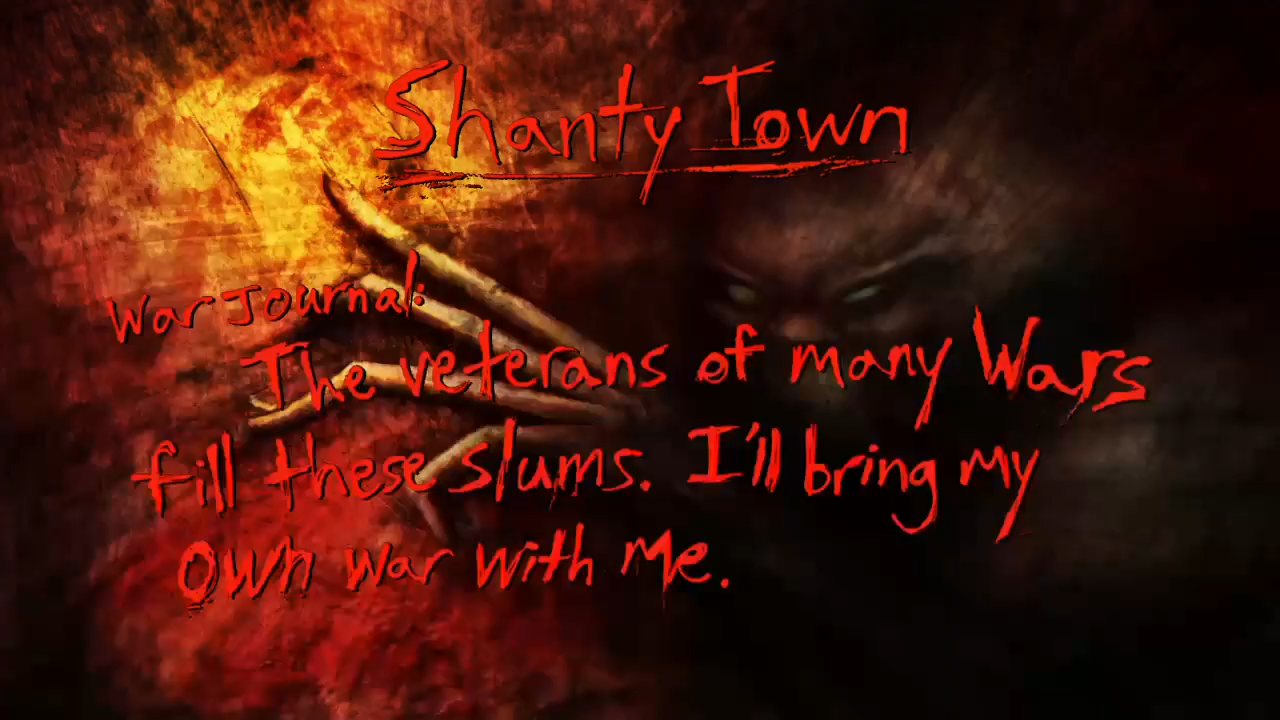 Shanty Town
War Journal:
The veterans of many Wars
fill these slums. I'll bring my
own war with me.